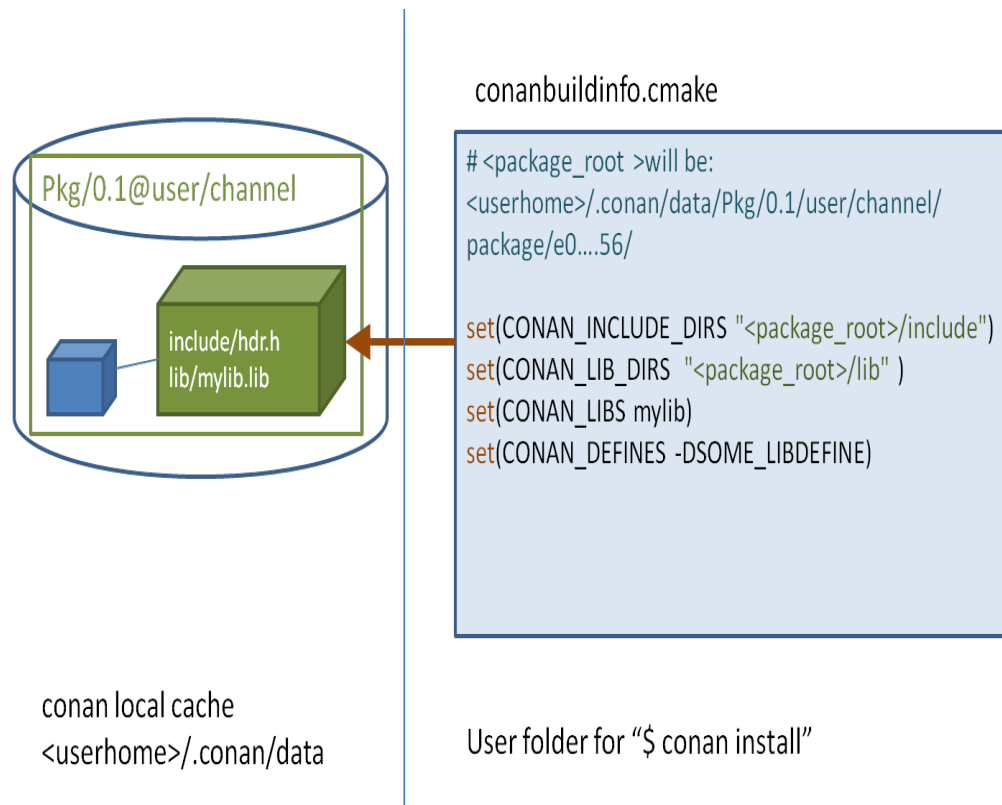 Pkg/0.1@user/channel
include/hdr.h
lib/mylib.lib
conan local cache
<userhome>/.conan/data
conanbuildinfo.cmake
# <package_root >will be:
<userhome>/.conan/data/Pkg/0.1/user/channel/
package/e0....56/
set(CONAN_INCLUDE_DIRS "<package_root>/include")
set(CONAN_LIB_DIRS "<package_root>/lib" )
set(CONAN_LIBS mylib)
set(CONAN_DEFINES -DSOME_LIBDEFINE)
User folder for “$ conan install”